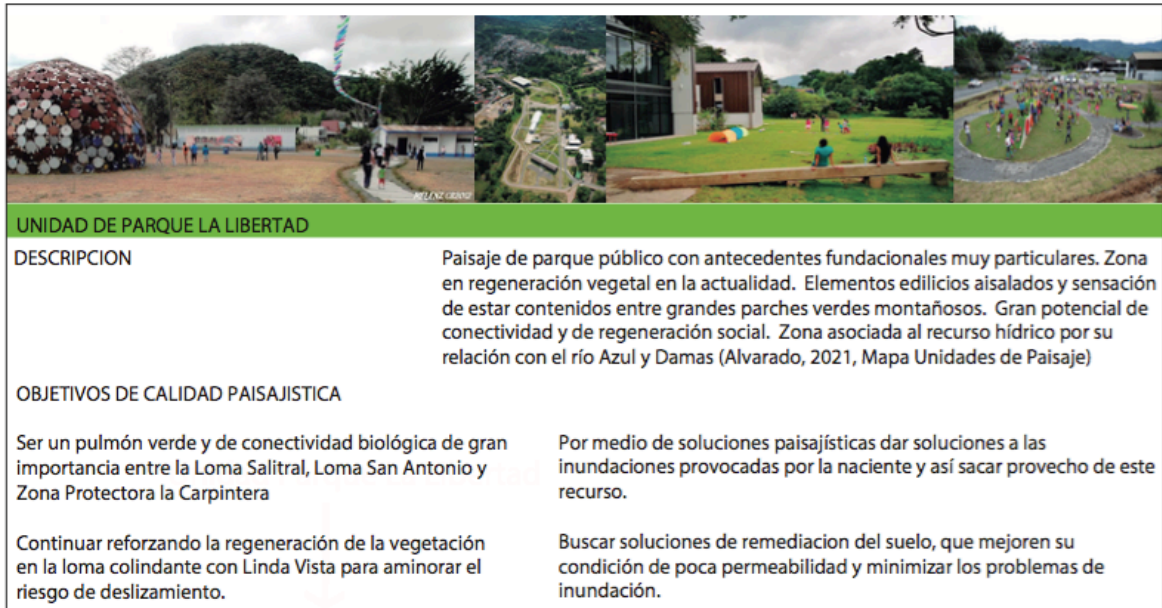 HELENZ CRIOUZ
UNIDAD DE PARQUE LA LIBERTAD
DESCRIPCION
Paisaje de parque público con antecedentes fundacionales muy particulares. Zona
en regeneración vegetal en la actualidad. Elementos edilicios aisalados y sensación
de estar contenidos entre grandes parches verdes montañosos. Gran potencial de
conectividad y de regeneración social. Zona asociada al recurso hídrico por su
relación con el río Azul y Damas (Alvarado, 2021, Mapa Unidades de Paisaje)
OBJETIVOS DE CALIDAD PAISAJISTICA
Ser un pulmón verde y de conectividad biológica de gran
importancia entre la Loma Salitral, Loma San Antonio y
Zona Protectora la Carpintera
Por medio de soluciones paisajísticas dar soluciones a las
inundaciones provocadas por la naciente y así sacar provecho de este
recurso.
Continuar reforzando la regeneración de la vegetación
en la loma colindante con Linda Vista para aminorar el
riesgo de deslizamiento.
Buscar soluciones de remediacion del suelo, que mejoren su
condición de poca permeabilidad y minimizar los problemas de
inundación.